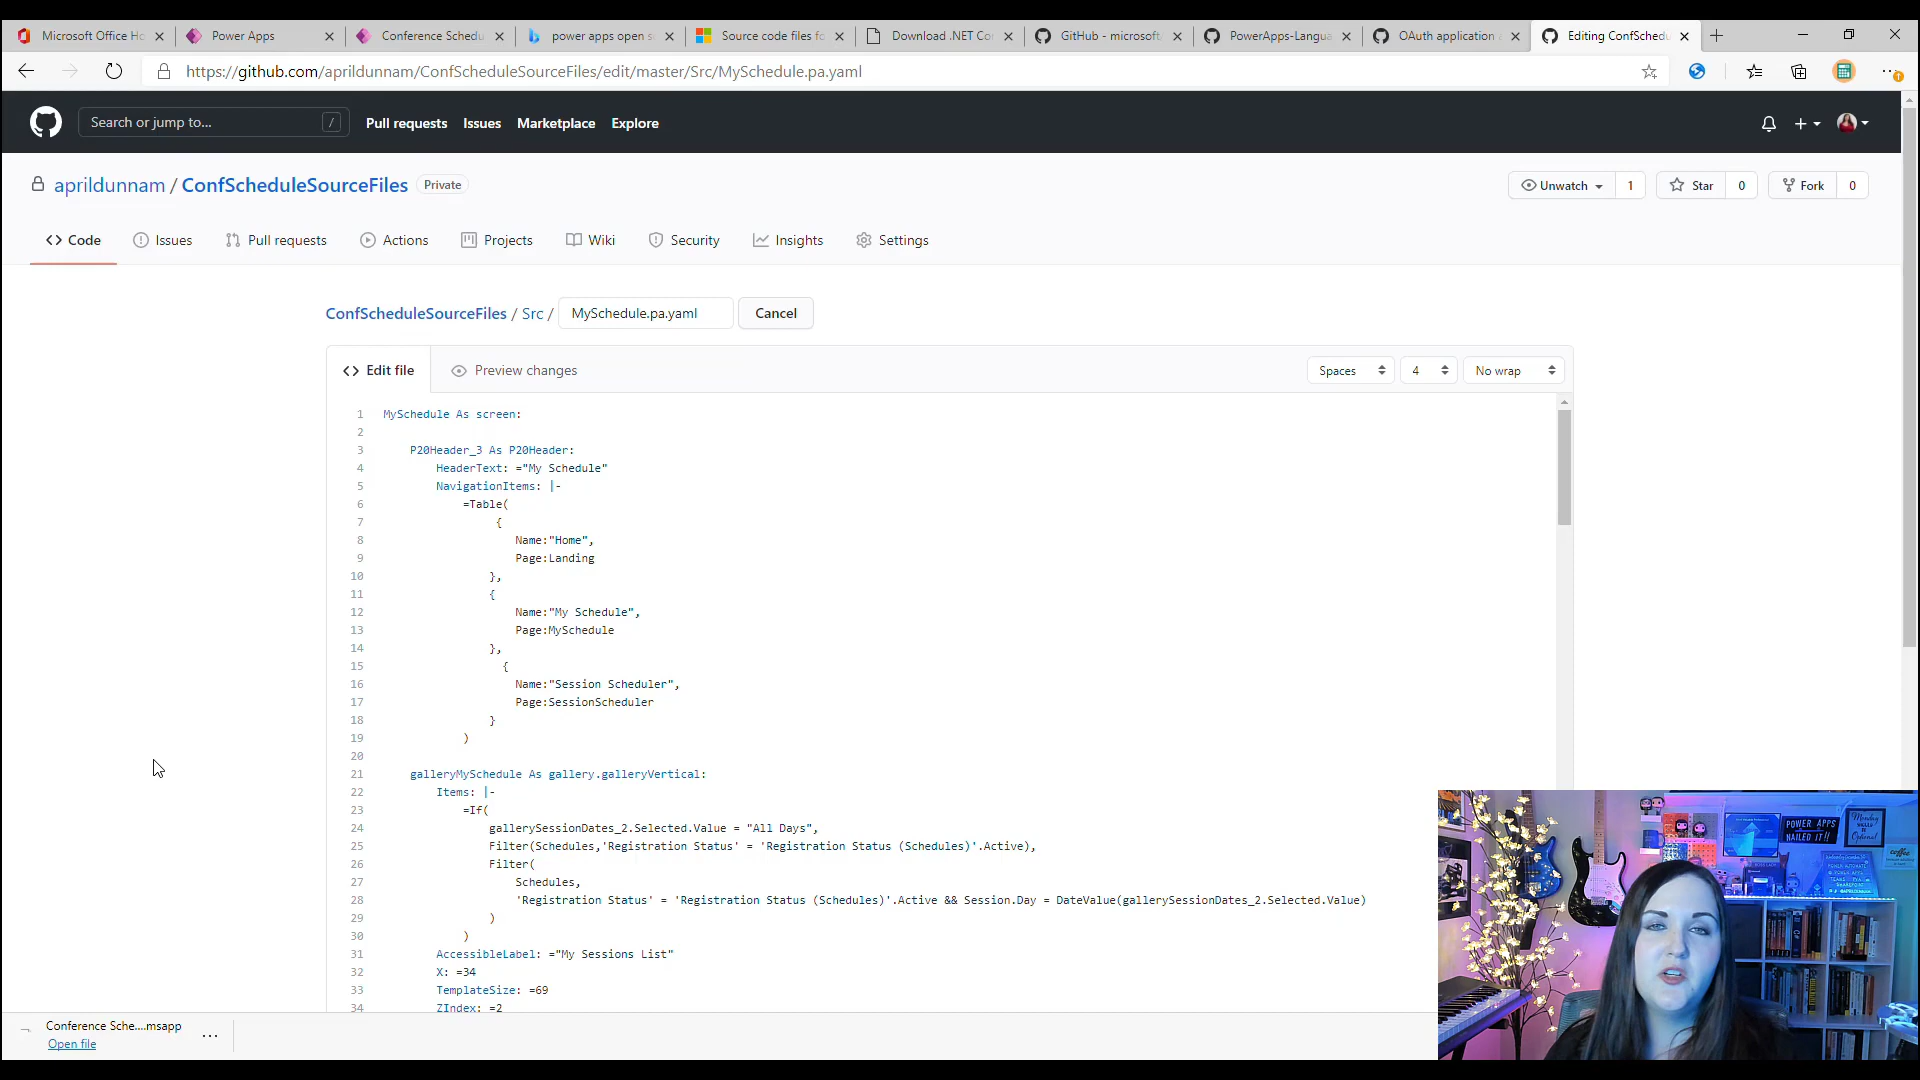 Microsoft Office Ho
Power Apps
Conference Schedu
power apps open s
Source code files fo
Download .NET Co
GitHub - microsoft
PowerApps-Langua
OAuth application
Editing ConfSchedu
https://github.com/aprildunnam/ConfScheduleSourceFiles/edit/master/Src/MySchedule.pa.yaml
Search or jump to... /
Pull requests
Issues
Marketplace
Explore
aprildunnam / ConfScheduleSourceFiles Private
Unwatch 1
Star 0
Fork 0
Code
Issues
Pull requests
Actions
Projects
Wiki
Security
Insights
Settings
ConfScheduleSourceFiles / Src / MySchedule.pa.yaml Cancel
Edit file
Preview changes
Spaces
4
No wrap
1 MySchedule As screen:
2
3 P20Header_3 As P20Header:
4 HeaderText: ="My Schedule"
5 NavigationItems: |-
6 =Table(
7 {
8 Name:"Home",
9 Page:Landing
10 },
11 {
12 Name:"My Schedule",
13 Page:MySchedule
14 },
15 {
16 Name:"Session Scheduler",
17 Page:SessionScheduler
18 }
19 )
20
21 galleryMySchedule As gallery.galleryVertical:
22 Items: |-
23 =If(
24 gallerySessionDates_2.Selected.Value = "All Days",
25 Filter(Schedules,'Registration Status' = 'Registration Status (Schedules)'.Active),
26 Filter(
27 Schedules,
28 'Registration Status' = 'Registration Status (Schedules)'.Active && Session.Day = DateValue(gallerySessionDates_2.Selected.Value)
29 )
30 )
31 AccessibleLabel: ="My Sessions List"
32 X: =34
33 TemplateSize: =69
34 ZIndex: =2
Conference Sche....msapp
Open file
POWER APPS
NAILED IT!!
coffee